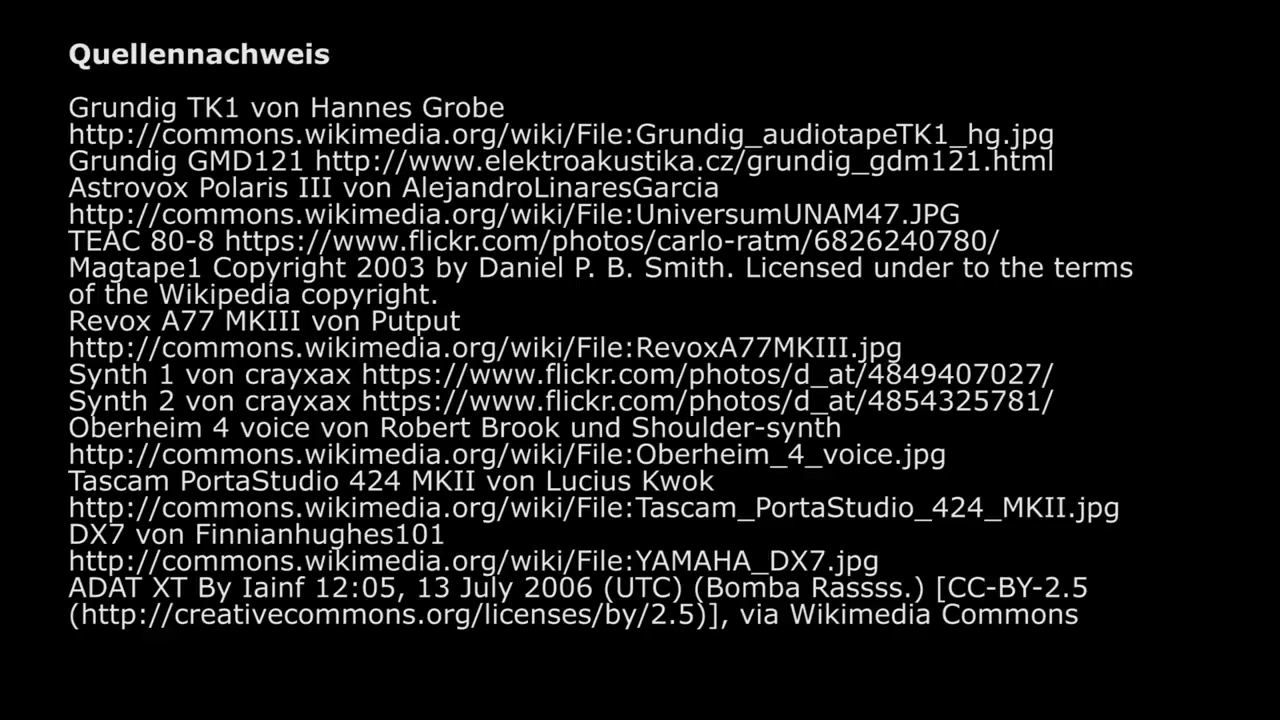 Quellennachweis
Grundig TK1 von Hannes Grobe
http://commons.wikimedia.org/wiki/File:Grundig_audiotapeTK1_hg.jpg
Grundig GMD121 http://www.elektroakustika.cz/grundig_gdm121.html
Astrovox Polaris III von AlejandroLinaresGarcia
http://commons.wikimedia.org/wiki/File:UniversumUNAM47.JPG
TEAC 80-8 https://www.flickr.com/photos/carlo-ratm/6826240780/
Magtape1 Copyright 2003 by Daniel P. B. Smith. Licensed under to the terms
of the Wikipedia copyright.
Revox A77 MKIII von Putput
http://commons.wikimedia.org/wiki/File:RevoxA77MKIII.jpg
Synth 1 von crayxax https://www.flickr.com/photos/d_at/4849407027/
Synth 2 von crayxax https://www.flickr.com/photos/d_at/4854325781/
Oberheim 4 voice von Robert Brook und Shoulder-synth
http://commons.wikimedia.org/wiki/File:Oberheim_4_voice.jpg
Tascam PortaStudio 424 MKII von Lucius Kwok
http://commons.wikimedia.org/wiki/File:Tascam_PortaStudio_424_MKII.jpg
DX7 von Finnianhughes101
http://commons.wikimedia.org/wiki/File:YAMAHA_DX7.jpg
ADAT XT By Iainf 12:05, 13 July 2006 (UTC) (Bomba Rassss.) [CC-BY-2.5
(http://creativecommons.org/licenses/by/2.5)], via Wikimedia Commons